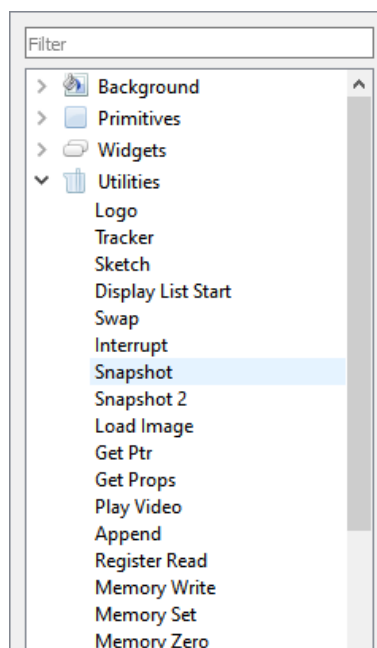 Filter
Background
Primitives
Widgets
Utilities
Logo
Tracker
Sketch
Display List Start
Swap
Interrupt
Snapshot
Snapshot 2
Load Image
Get Ptr
Get Props
Play Video
Append
Register Read
Memory Write
Memory Set
Memory Zero